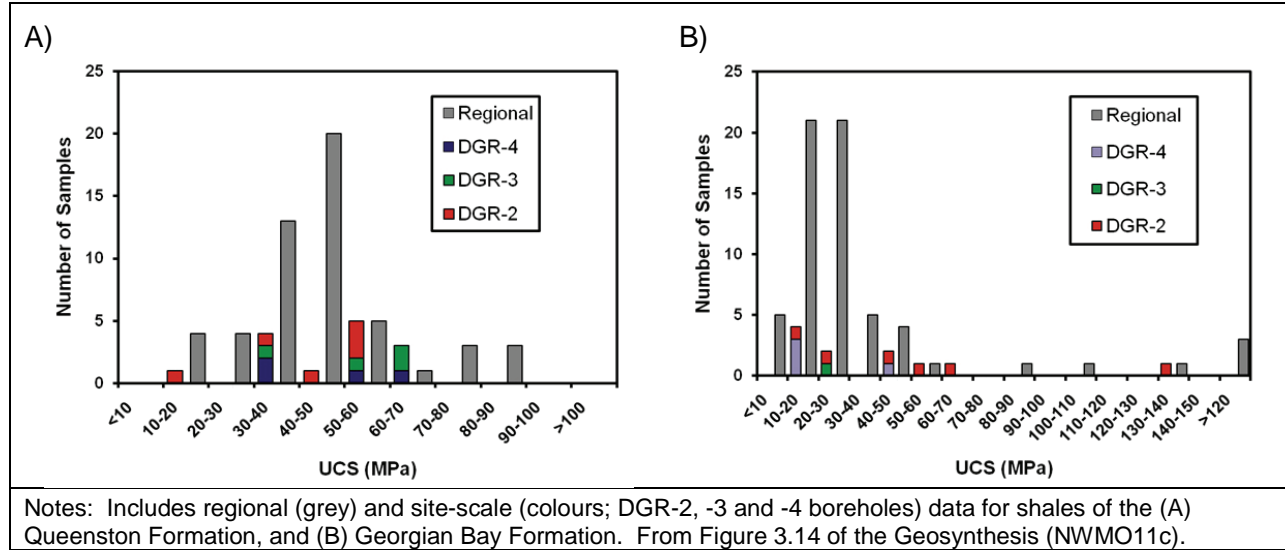 A)
25
20
15
10
5
0
Number of Samples
Regional
DGR-4
DGR-3
DGR-2
<10
10-20
20-30
30-40
40-50
50-60
60-70
70-80
80-90
90-100
>100
UCS (MPa)
B)
25
20
15
10
5
0
Number of Samples
Regional
DGR-4
DGR-3
DGR-2
<10
10-20
20-30
30-40
40-50
50-60
60-70
70-80
80-90
90-100
100-110
110-120
120-130
130-140
140-150
>120
UCS (MPa)
Notes: Includes regional (grey) and site-scale (colours; DGR-2, -3 and -4 boreholes) data for shales of the (A)
Queenston Formation, and (B) Georgian Bay Formation. From Figure 3.14 of the Geosynthesis (NWMO11c).